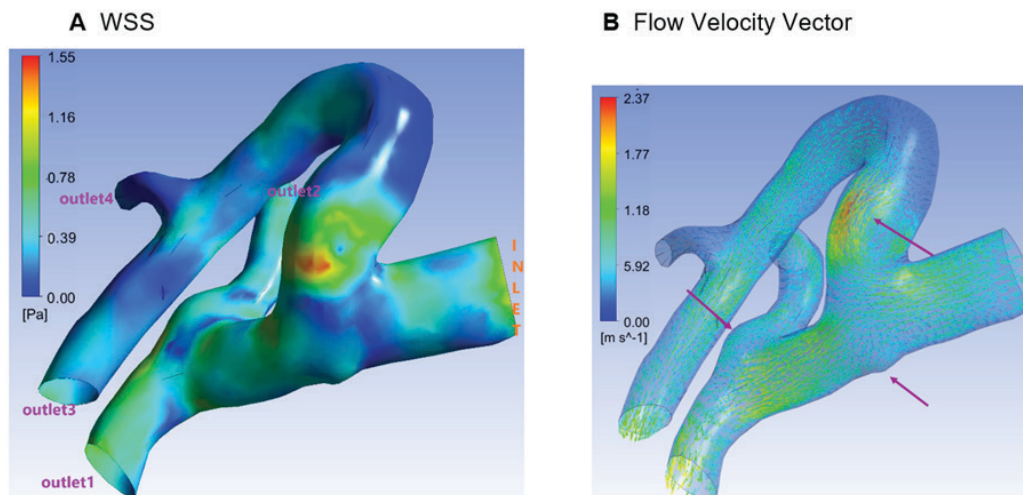 A WSS
B Flow Velocity Vector
1.55
1.16
0.78
0.39
0.00
[Pa]
outlet4
outlet2
INLET
outlet3
outlet1
2.37
1.77
1.18
5.92
0.00
[m s^-1]